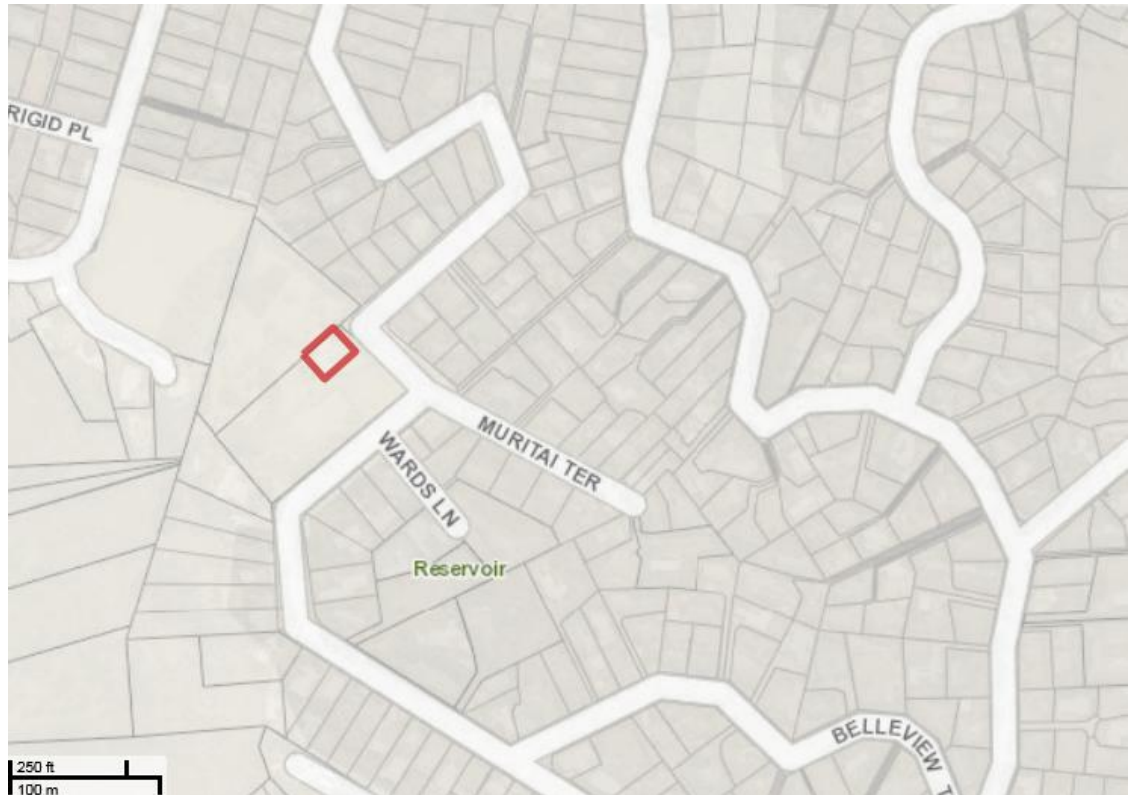 RIGID PL
MURITAI TER
WARDS LN
Reservoir
BELLEVIEW T
250 ft
100 m